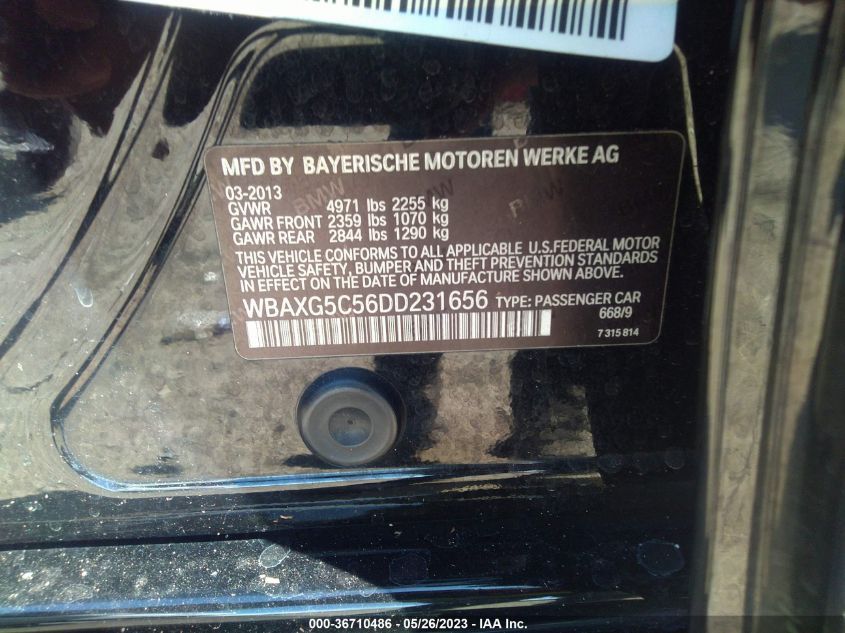 MFD BY BAYERISCHE MOTOREN WERKE AG
03-2013
GVWR 4971 lbs 2255 kg
GAWR FRONT 2359 lbs 1070 kg
GAWR REAR 2844 lbs 1290 kg
THIS VEHICLE CONFORMS TO ALL APPLICABLE U.S.FEDERAL MOTOR
VEHICLE SAFETY, BUMPER AND THEFT PREVENTION STANDARDS
IN EFFECT ON THE DATE OF MANUFACTURE SHOWN ABOVE.
WBAXG5C56DD231656 TYPE: PASSENGER CAR
668/9
7 315 814
000-36710486 - 05/26/2023 - IAA Inc.